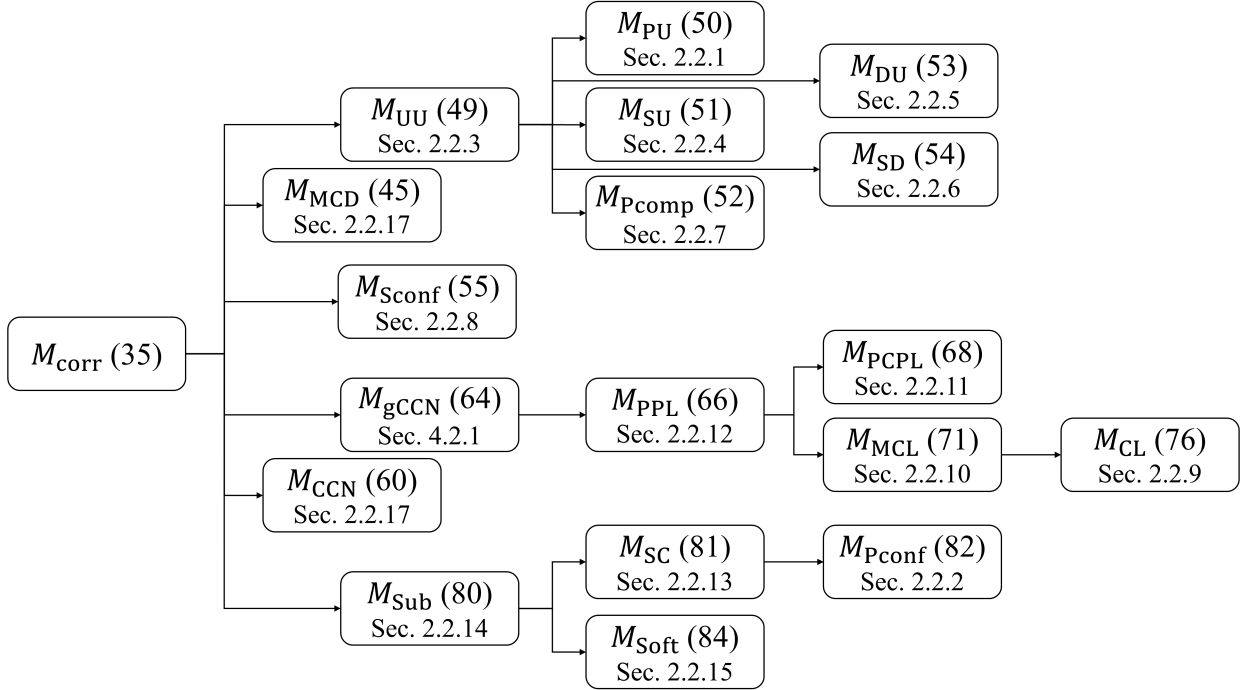 M_PU (50)
Sec. 2.2.1
M_DU (53)
Sec. 2.2.5
M_UU (49)
Sec. 2.2.3
M_SU (51)
Sec. 2.2.4
M_SD (54)
Sec. 2.2.6
M_MCD (45)
Sec. 2.2.17
M_Pcomp (52)
Sec. 2.2.7
M_Sconf (55)
Sec. 2.2.8
M_corr (35)
M_PCPL (68)
Sec. 2.2.11
M_gCCN (64)
Sec. 4.2.1
M_PPL (66)
Sec. 2.2.12
M_MCL (71)
Sec. 2.2.10
M_CL (76)
Sec. 2.2.9
M_CCN (60)
Sec. 2.2.17
M_SC (81)
Sec. 2.2.13
M_Pconf (82)
Sec. 2.2.2
M_Sub (80)
Sec. 2.2.14
M_Soft (84)
Sec. 2.2.15